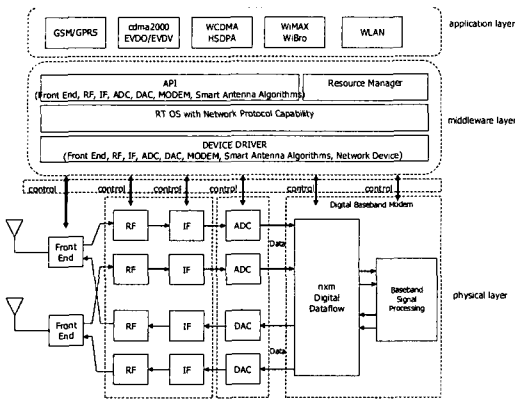 GSM/GPRS
cdma2000
EVDO/EVDV
WCDMA
HSDPA
WiMAX
WiBro
WLAN
application layer
API
(Front End, RF, IF, ADC, DAC, MODEM, Smart Antenna Algorithms)
Resource Manager
RT OS with Network Protocol Capability
middleware layer
DEVICE DRIVER
(Front End, RF, IF, ADC, DAC, MODEM, Smart Antenna Algorithms, Network Device)
control control control control control
Digital Baseband Modem
Front
End
RF IF ADC
Data
RF IF ADC
nxm
Digital
Dataflow
Baseband
Signal
Processing
physical layer
Front
End
RF IF DAC
Data
RF IF DAC